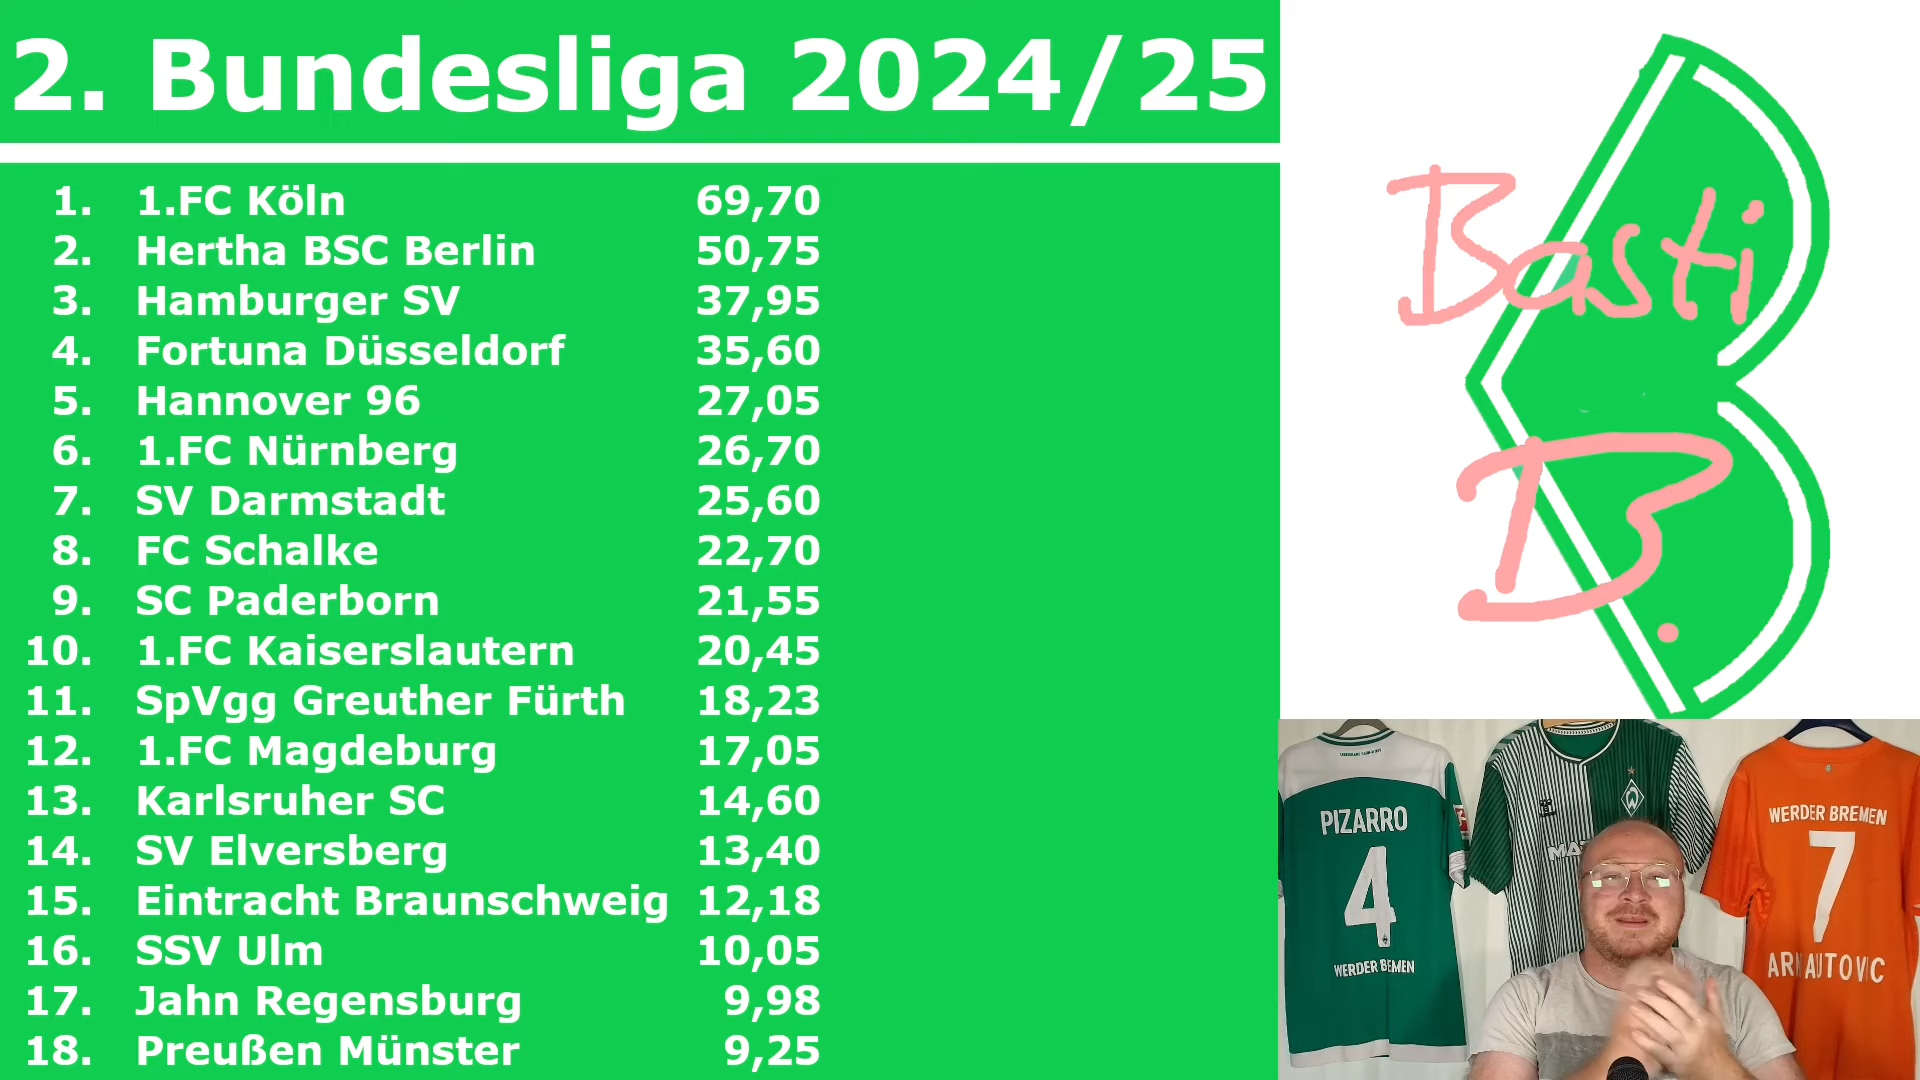 2. Bundesliga 2024/25
1. 1.FC Köln 69,70
2. Hertha BSC Berlin 50,75
3. Hamburger SV 37,95
4. Fortuna Düsseldorf 35,60
5. Hannover 96 27,05
6. 1.FC Nürnberg 26,70
7. SV Darmstadt 25,60
8. FC Schalke 22,70
9. SC Paderborn 21,55
10. 1.FC Kaiserslautern 20,45
11. SpVgg Greuther Fürth 18,23
12. 1.FC Magdeburg 17,05
13. Karlsruher SC 14,60
14. SV Elversberg 13,40
15. Eintracht Braunschweig 12,18
16. SSV Ulm 10,05
17. Jahn Regensburg 9,98
18. Preußen Münster 9,25
Basti
B.
PIZARRO
4
WERDER BREMEN
WERDER BREMEN
7
ARNAUTOVIC